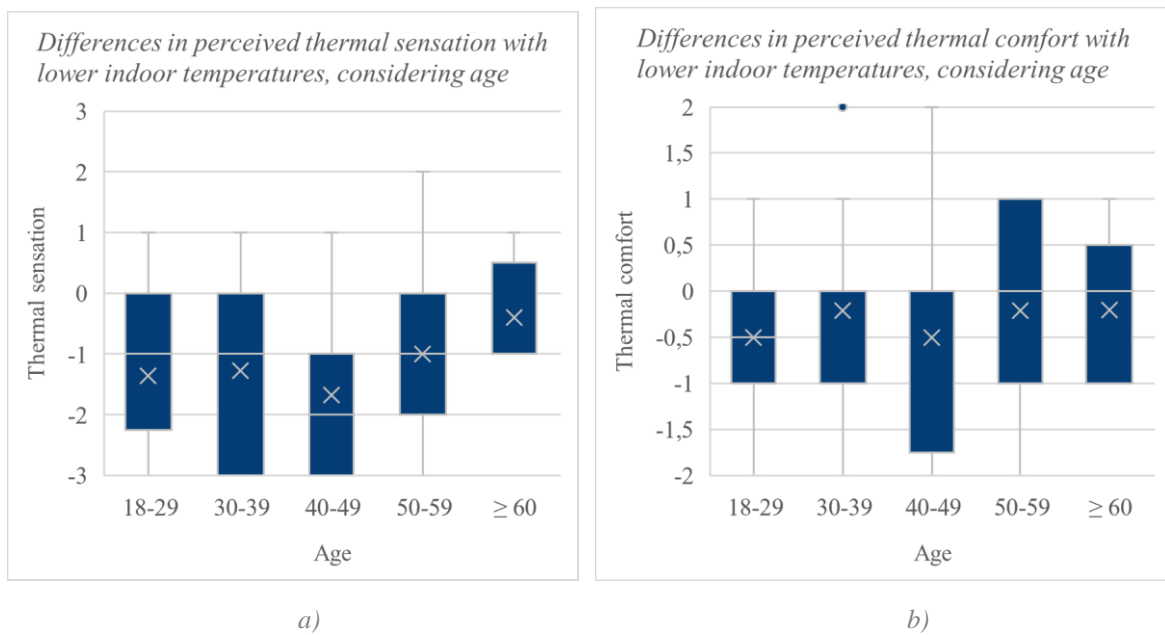 Differences in perceived thermal sensation with
lower indoor temperatures, considering age
3
2
1
0
-1
-2
-3
Thermal sensation
18-29 30-39 40-49 50-59 ≥ 60
Age
a)
Differences in perceived thermal comfort with
lower indoor temperatures, considering age
2
1,5
1
0,5
0
-0,5
-1
-1,5
-2
Thermal comfort
18-29 30-39 40-49 50-59 ≥ 60
Age
b)